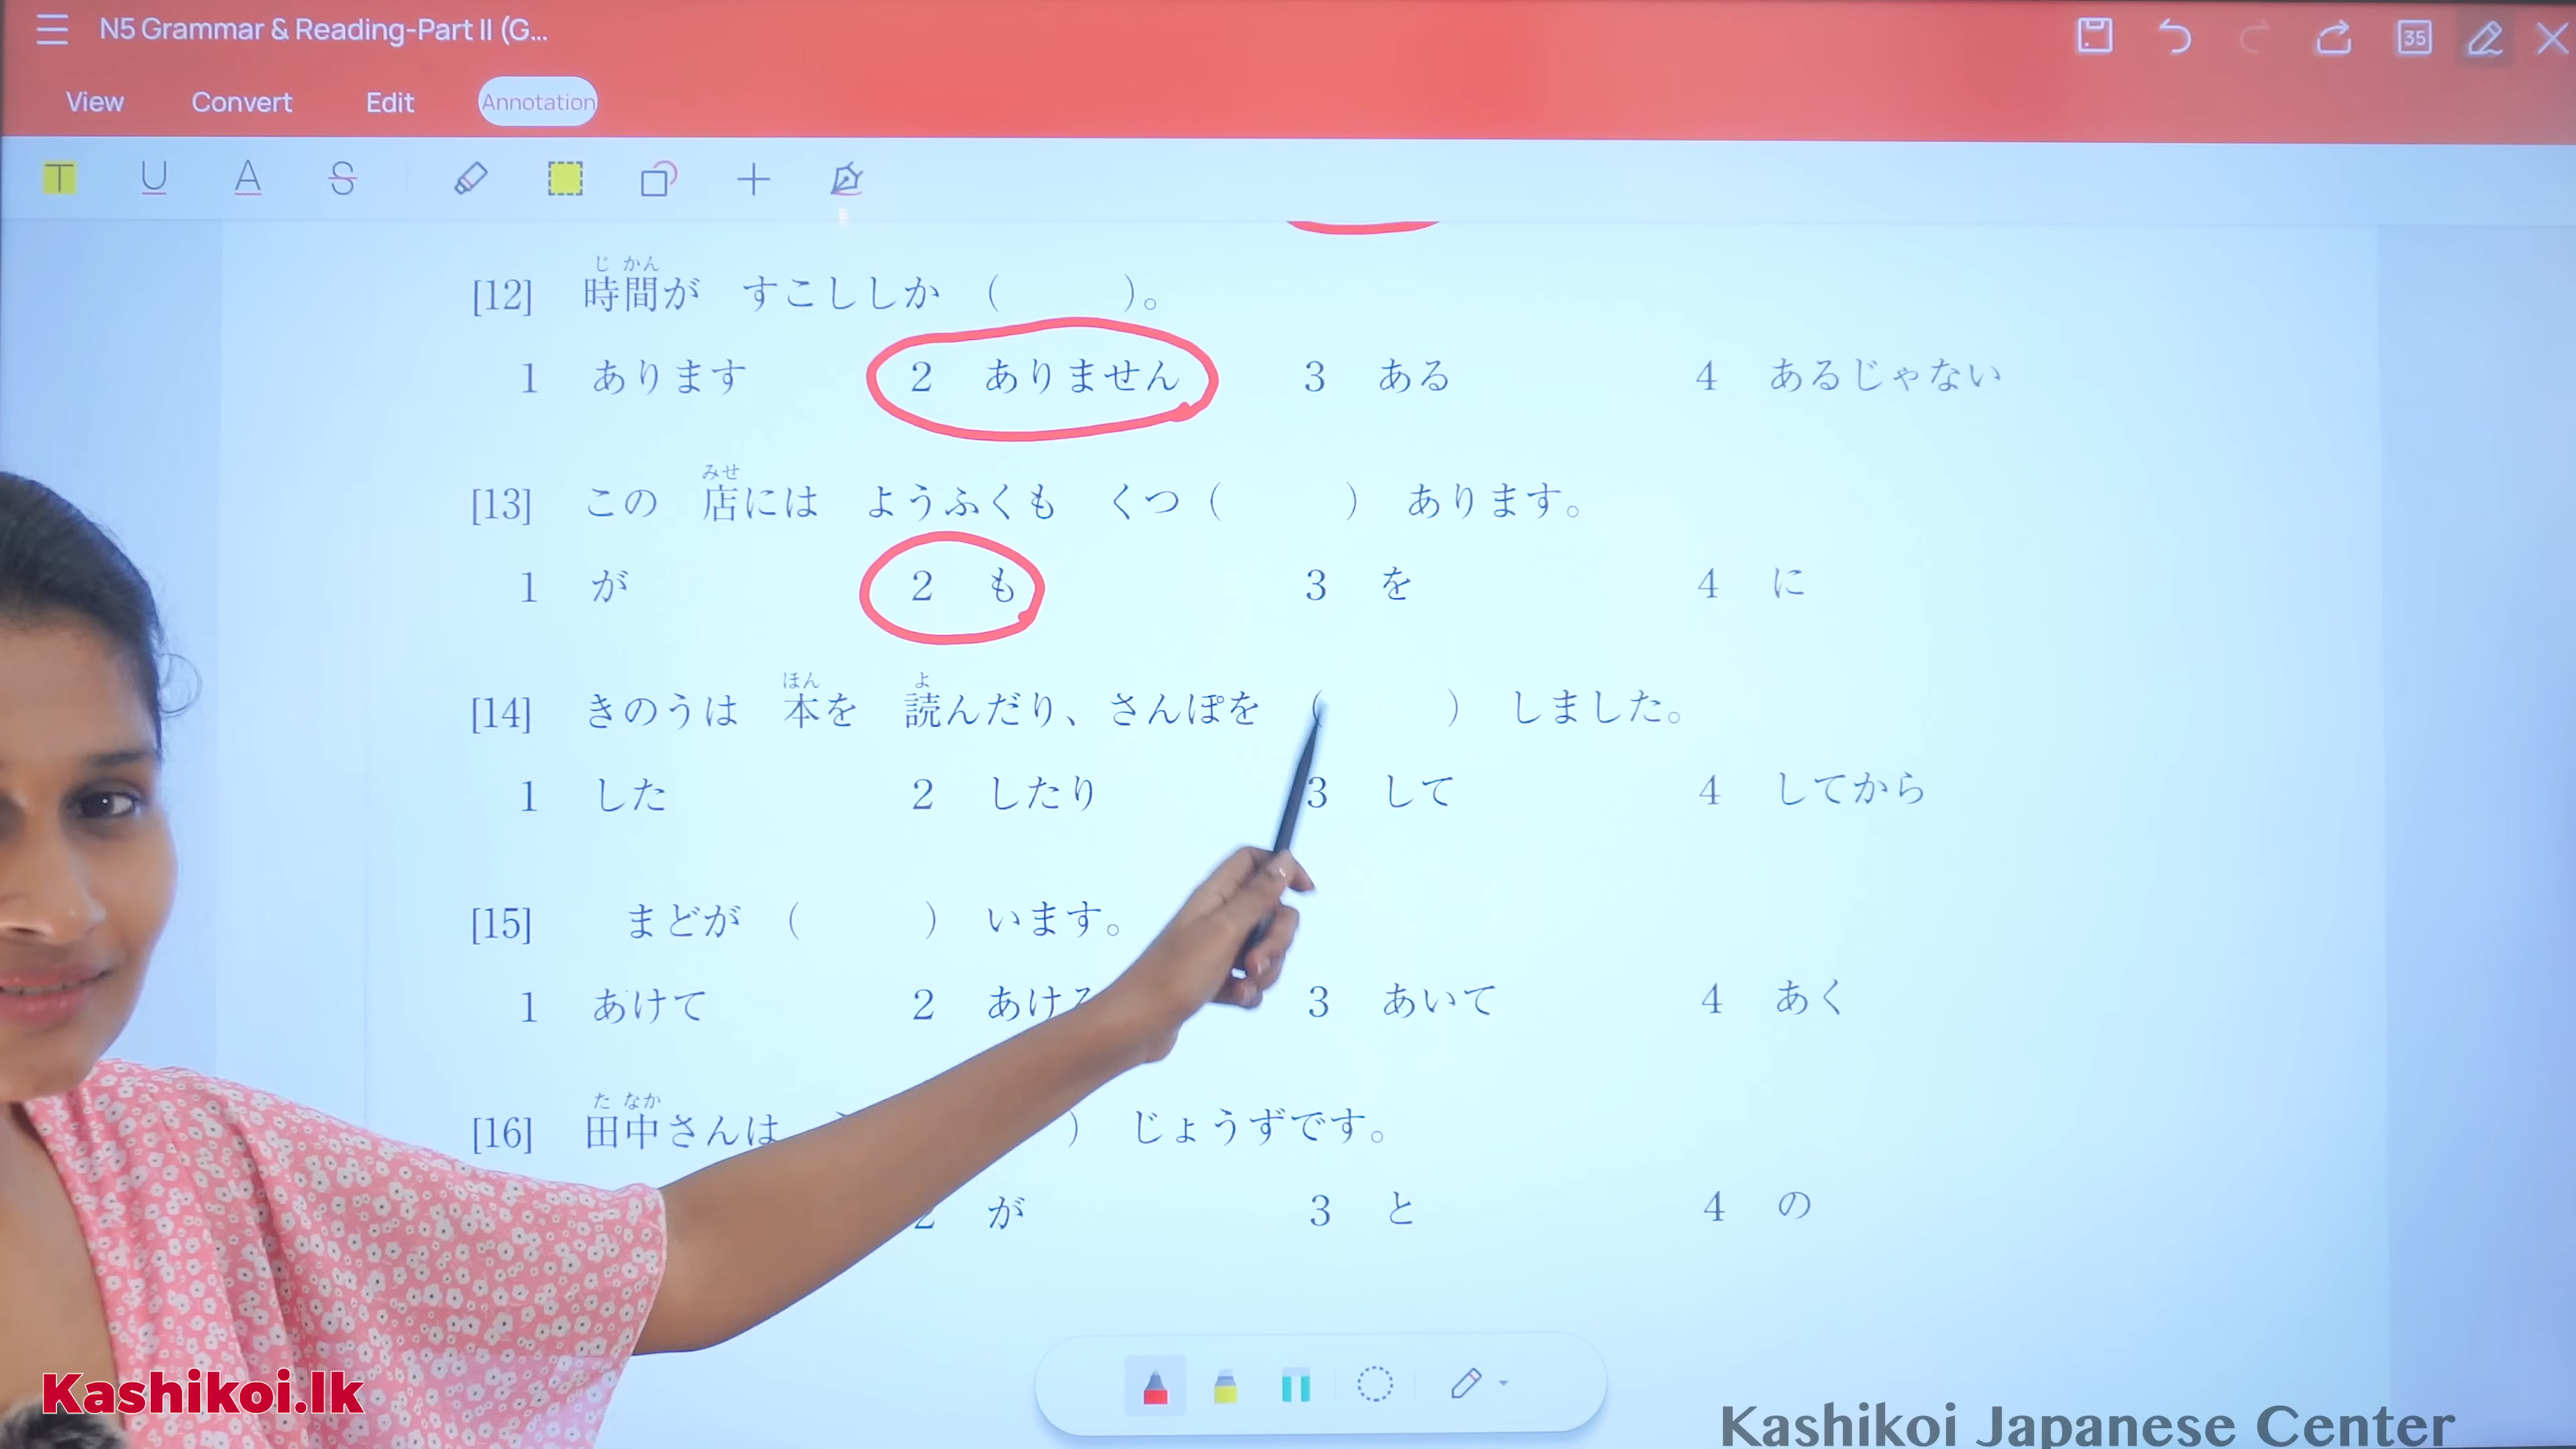 N5 Grammar & Reading-Part II (G...
35
View Convert Edit Annotation
T U A S
じ かん
[12] 時間が すこししか ( )。
1 あります 2 ありません 3 ある 4 あるじゃない
みせ
[13] この 店には ようふくも くつ ( ) あります。
1 が 2 も 3 を 4 に
ほん よ
[14] きのうは 本を 読んだり、さんぽを ( ) しました。
1 した 2 したり 3 して 4 してから
[15] まどが ( ) います。
1 あけて 2 あける 3 あいて 4 あく
た なか
[16] 田中さんは ) じょうずです。
2 が 3 と 4 の
Kashikoi.lk
Kashikoi Japanese Center